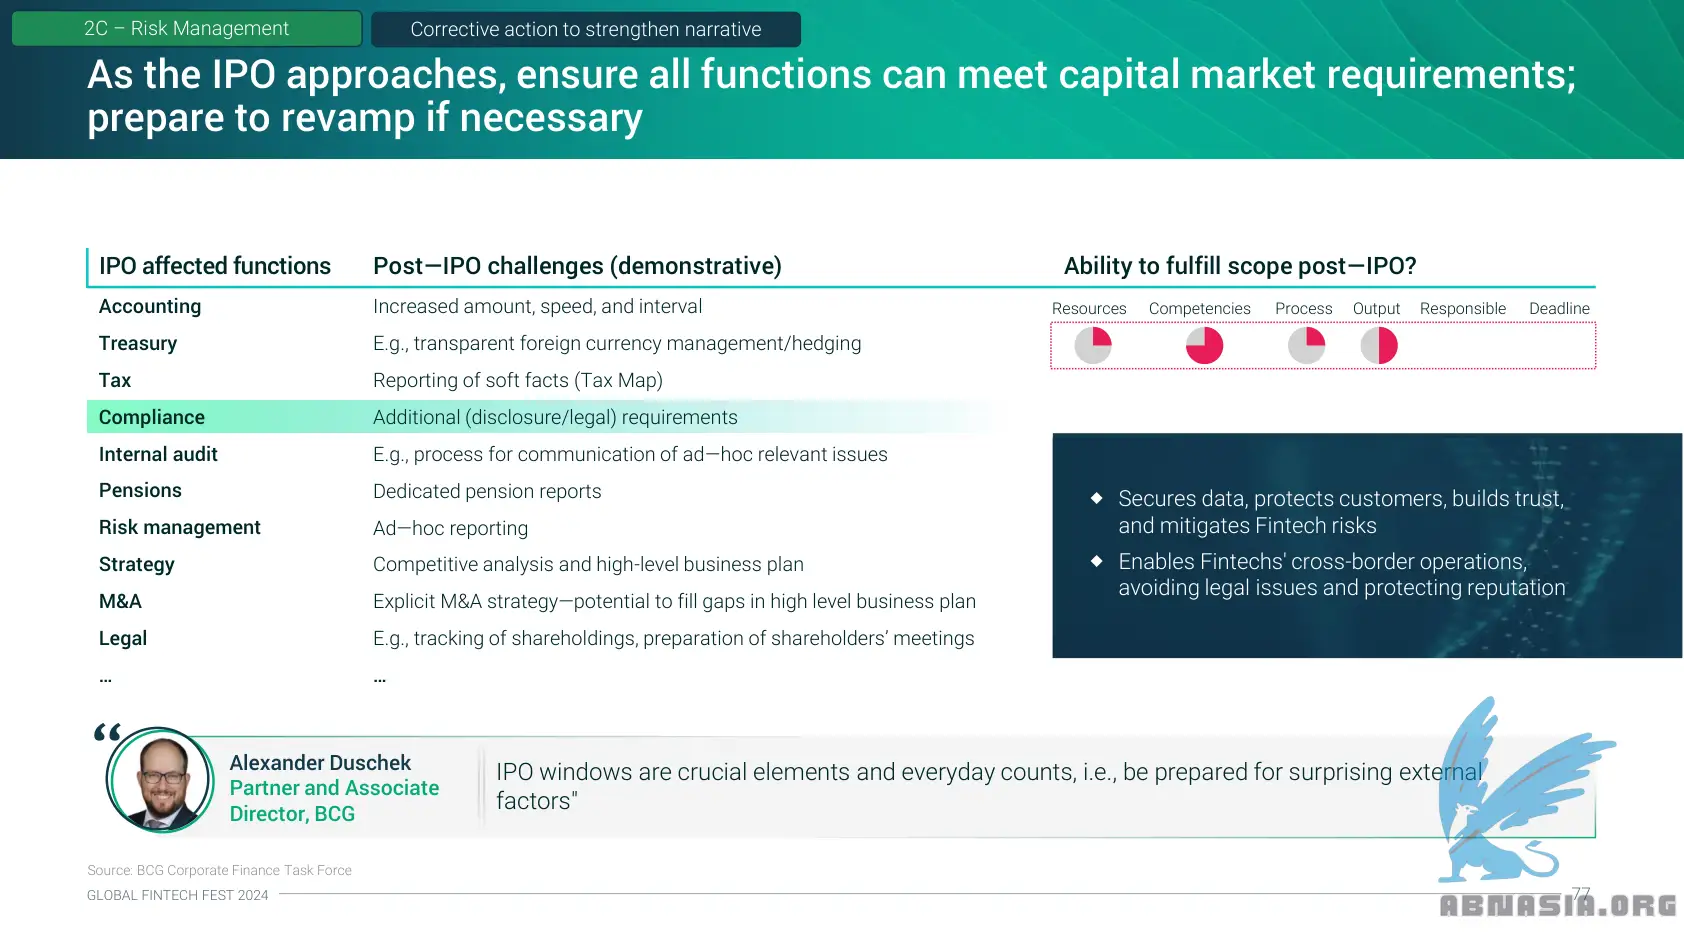 2C – Risk Management
Corrective action to strengthen narrative
As the IPO approaches, ensure all functions can meet capital market requirements;
prepare to revamp if necessary
IPO affected functions
Post—IPO challenges (demonstrative)
Ability to fulfill scope post—IPO?
Accounting
Increased amount, speed, and interval
Treasury
E.g., transparent foreign currency management/hedging
Tax
Reporting of soft facts (Tax Map)
Compliance
Additional (disclosure/legal) requirements
Internal audit
E.g., process for communication of ad—hoc relevant issues
Pensions
Dedicated pension reports
Risk management
Ad—hoc reporting
Strategy
Competitive analysis and high-level business plan
M&A
Explicit M&A strategy—potential to fill gaps in high level business plan
Legal
E.g., tracking of shareholdings, preparation of shareholders’ meetings
...
...
Resources
Competencies
Process
Output
Responsible
Deadline
◆ Secures data, protects customers, builds trust,
and mitigates Fintech risks
◆ Enables Fintechs' cross-border operations,
avoiding legal issues and protecting reputation
“
Alexander Duschek
Partner and Associate
Director, BCG
IPO windows are crucial elements and everyday counts, i.e., be prepared for surprising external
factors"
Source: BCG Corporate Finance Task Force
GLOBAL FINTECH FEST 2024
77
ABNASIA.ORG